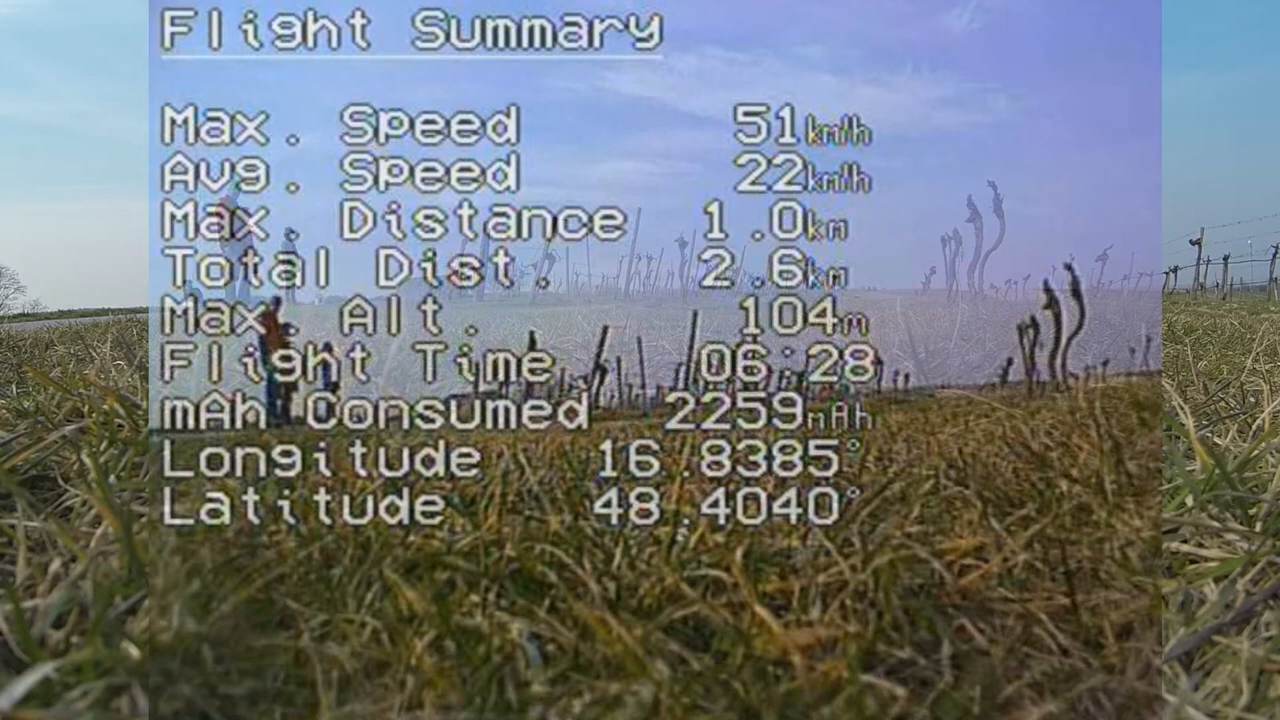 Flight Summary
Max. Speed 51km/h
Avg. Speed 22km/h
Max. Distance 1.0km
Total Dist. 2.6km
Max. Alt. 104m
Flight Time 06:28
mAh Consumed 2259mAh
Longitude 16.8385°
Latitude 48.4040°